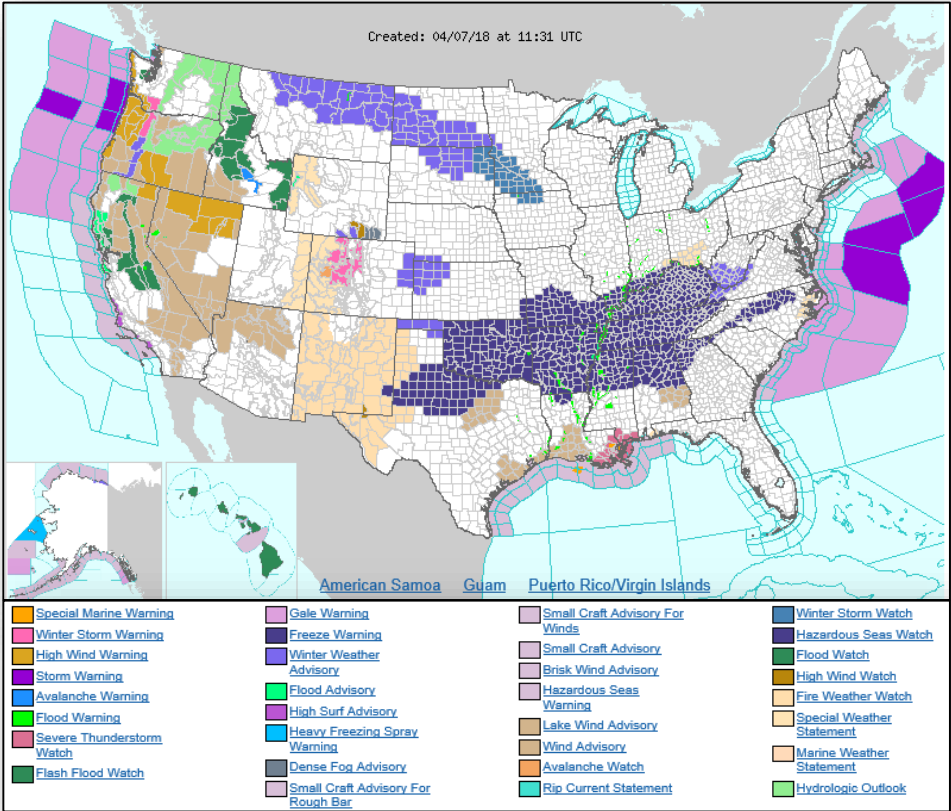 Created: 04/07/18 at 11:31 UTC
American Samoa Guam Puerto Rico/Virgin Islands
Special Marine Warning
Winter Storm Warning
High Wind Warning
Storm Warning
Avalanche Warning
Flood Warning
Severe Thunderstorm
Watch
Flash Flood Watch
Gale Warning
Freeze Warning
Winter Weather
Advisory
Flood Advisory
High Surf Advisory
Heavy Freezing Spray
Warning
Dense Fog Advisory
Small Craft Advisory For
Rough Bar
Small Craft Advisory For
Winds
Small Craft Advisory
Brisk Wind Advisory
Hazardous Seas
Warning
Lake Wind Advisory
Wind Advisory
Avalanche Watch
Rip Current Statement
Winter Storm Watch
Hazardous Seas Watch
Flood Watch
High Wind Watch
Fire Weather Watch
Special Weather
Statement
Marine Weather
Statement
Hydrologic Outlook